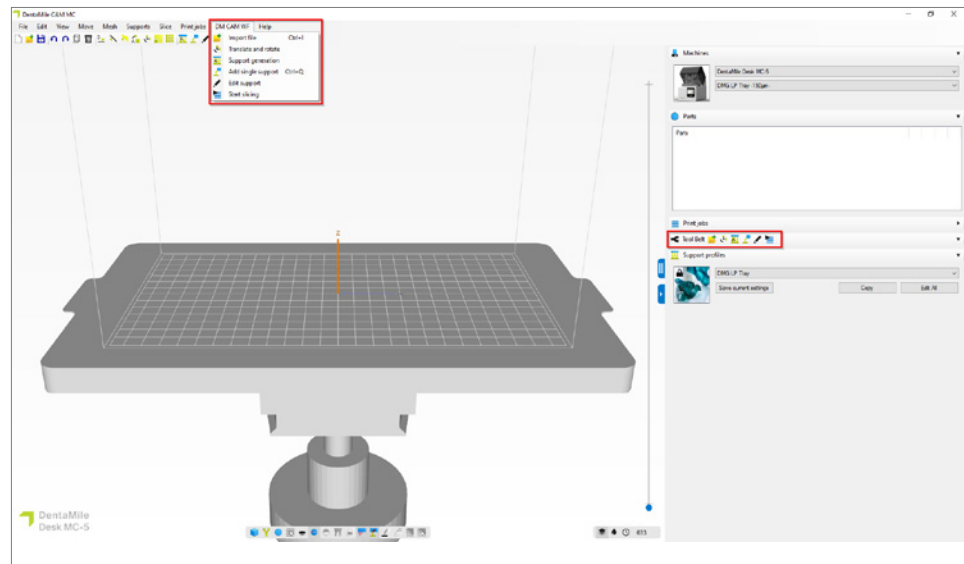 DentaMile CAM MC
File Edit View Move Mesh Supports Slice Print jobs DM CAM WF Help
Import file Ctrl+I
Translate and rotate
Support generation
Add single support Ctrl+Q
Edit support
Start slicing
Machines
DentaMile Desk MC-5
DMG LP Tray
Parts
Parts
Print jobs
Tool Belt
Support profiles
DMG LP Tray
Save current settings
Copy
Edit All
z
DentaMile
Desk MC-5